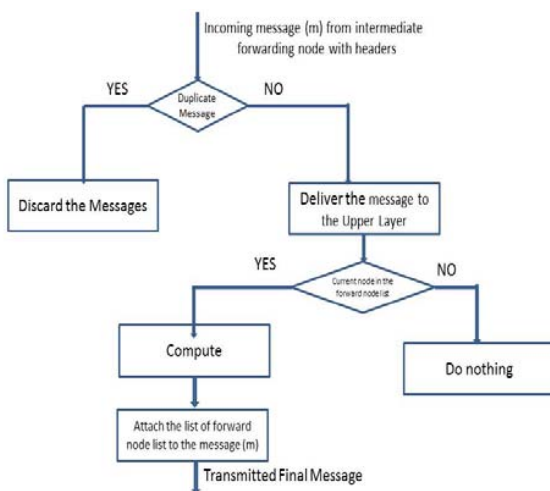 Incoming message (m) from intermediate
forwarding node with headers
YES
NO
Duplicate
Message
Discard the Messages
Deliver the message to
the Upper Layer
YES
NO
Current node in the
forward node list
Compute
Do nothing
Attach the list of forward
node list to the message (m)
Transmitted Final Message